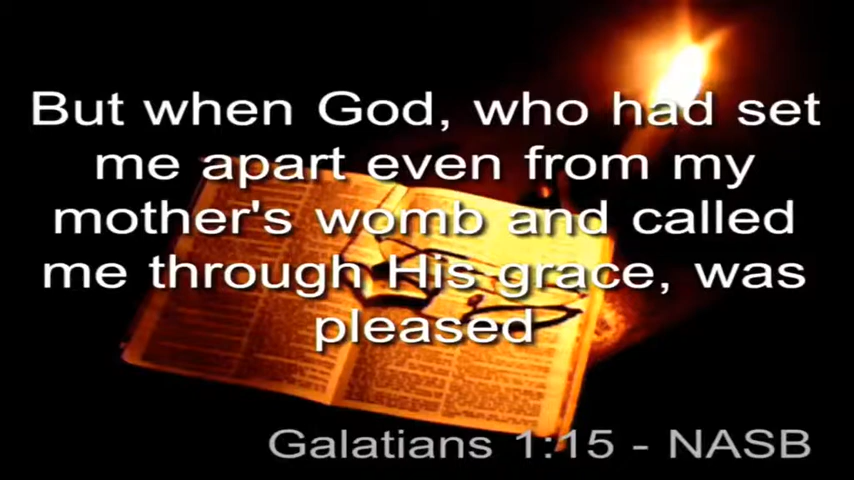 But when God, who had set
me apart even from my
mother's womb and called
me through His grace, was
pleased
Galatians 1:15 - NASB